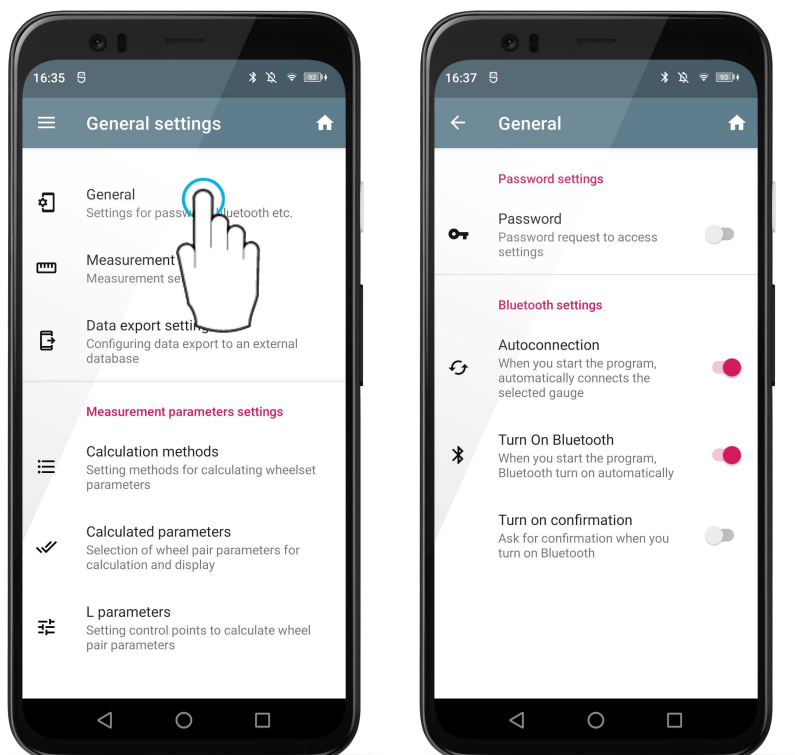 16:35
93
General settings
General
Settings for passw uetooth etc.
Measurement
Measurement se
Data export settin
Configuring data export to an external
database
Measurement parameters settings
Calculation methods
Setting methods for calculating wheelset
parameters
Calculated parameters
Selection of wheel pair parameters for
calculation and display
L parameters
Setting control points to calculate wheel
pair parameters
16:37
93
General
Password settings
Password
Password request to access
settings
Bluetooth settings
Autoconnection
When you start the program,
automatically connects the
selected gauge
Turn On Bluetooth
When you start the program,
Bluetooth turn on automatically
Turn on confirmation
Ask for confirmation when you
turn on Bluetooth